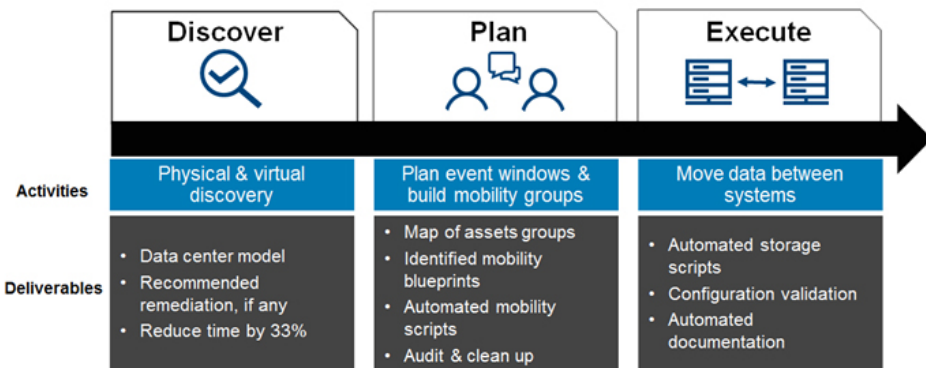 Discover
Plan
Execute
Activities
Physical & virtual
discovery
Plan event windows &
build mobility groups
Move data between
systems
Deliverables
• Data center model
• Recommended
remediation, if any
• Reduce time by 33%
• Map of assets groups
• Identified mobility
blueprints
• Automated mobility
scripts
• Audit & clean up
• Automated storage
scripts
• Configuration validation
• Automated
documentation